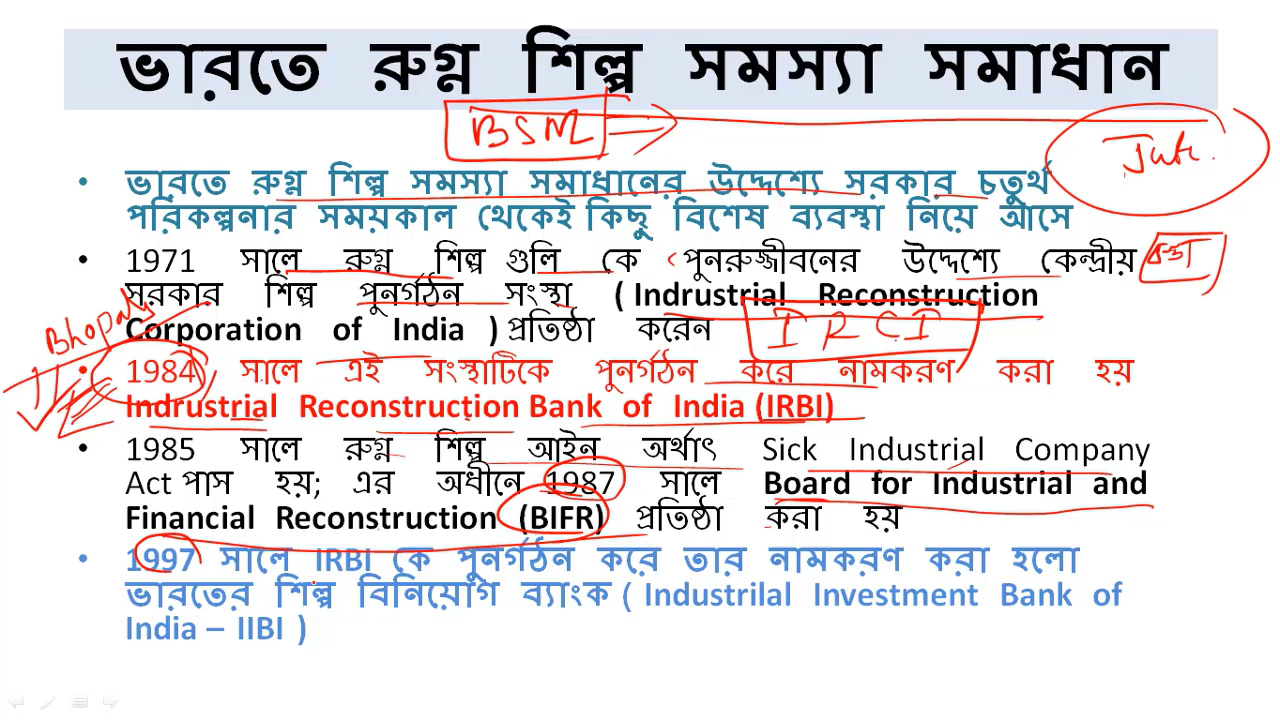 ভারতে রুগ্ন শিল্প সমস্যা সমাধান
BSM
Jute
• ভারতে রুগ্ন শিল্প সমস্যা সমাধানের উদ্দেশ্যে সরকার চতুর্থ
পরিকল্পনার সময়কাল থেকেই কিছু বিশেষ ব্যবস্থা নিয়ে আসে
• 1971 সালে রুগ্ন শিল্প গুলি কে পুনরুজ্জীবনের উদ্দেশ্যে কেন্দ্রীয়
সরকার শিল্প পুনর্গঠন সংস্থা ( Indrustrial Reconstruction
Corporation of India ) প্রতিষ্ঠা করেন
IRCI
Bhopal
• 1984 সালে এই সংস্থাটিকে পুনর্গঠন করে নামকরণ করা হয়
Indrustrial Reconstruction Bank of India (IRBI)
• 1985 সালে রুগ্ন শিল্প আইন অর্থাৎ Sick Industrial Company
Act পাস হয়; এর অধীনে 1987 সালে Board for Industrial and
Financial Reconstruction (BIFR) প্রতিষ্ঠা করা হয়
• 1997 সালে IRBI কে পুনর্গঠন করে তার নামকরণ করা হলো
ভারতের শিল্প বিনিয়োগ ব্যাংক ( Industrilal Investment Bank of
India – IIBI )